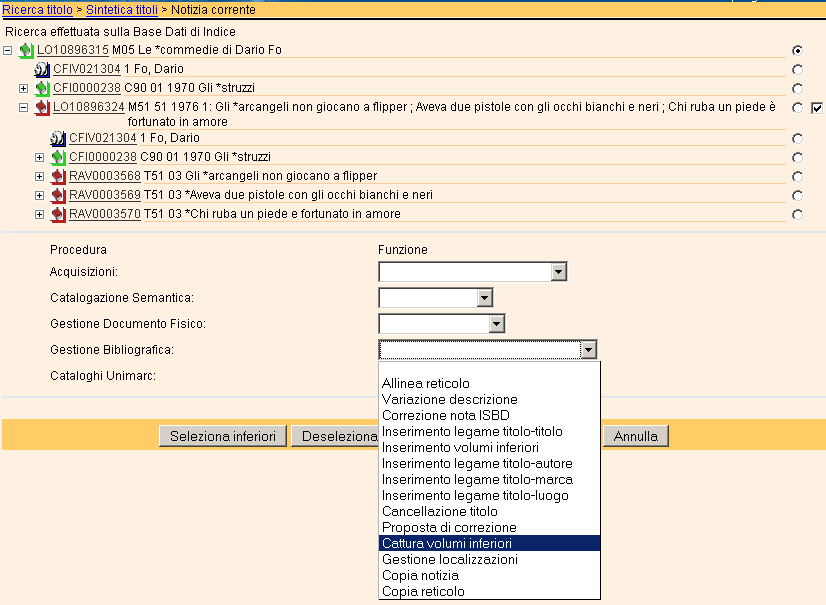 Ricerca titolo > Sintetica titoli > Notizia corrente
Ricerca effettuata sulla Base Dati di Indice
LO10896315 M05 Le *commedie di Dario Fo
CFIV021304 1 Fo, Dario
CFI0000238 C90 01 1970 Gli *struzzi
LO10896324 M51 51 1976 1: Gli *arcangeli non giocano a flipper ; Aveva due pistole con gli occhi bianchi e neri ; Chi ruba un piede è
fortunato in amore
CFIV021304 1 Fo, Dario
CFI0000238 C90 01 1970 Gli *struzzi
RAV0003568 T51 03 Gli *arcangeli non giocano a flipper
RAV0003569 T51 03 *Aveva due pistole con gli occhi bianchi e neri
RAV0003570 T51 03 *Chi ruba un piede e fortunato in amore
Procedura Funzione
Acquisizioni:
Catalogazione Semantica:
Gestione Documento Fisico:
Gestione Bibliografica:
Cataloghi Unimarc:
Seleziona inferiori Deseleziona Annulla
Allinea reticolo
Variazione descrizione
Correzione nota ISBD
Inserimento legame titolo-titolo
Inserimento volumi inferiori
Inserimento legame titolo-autore
Inserimento legame titolo-marca
Inserimento legame titolo-luogo
Cancellazione titolo
Proposta di correzione
Cattura volumi inferiori
Gestione localizzazioni
Copia notizia
Copia reticolo